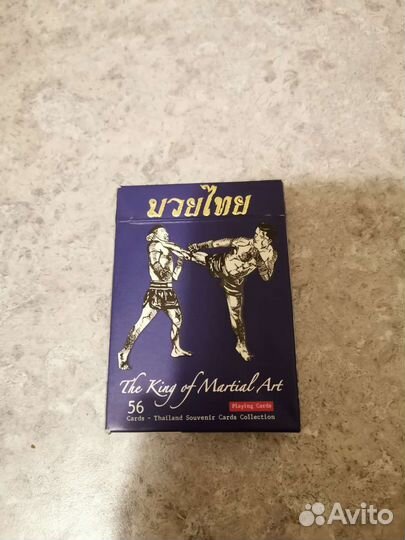 มวยไทย
The King of Martial Art
56 Playing Cards
Cards - Thailand Souvenir Cards Collection
Avito